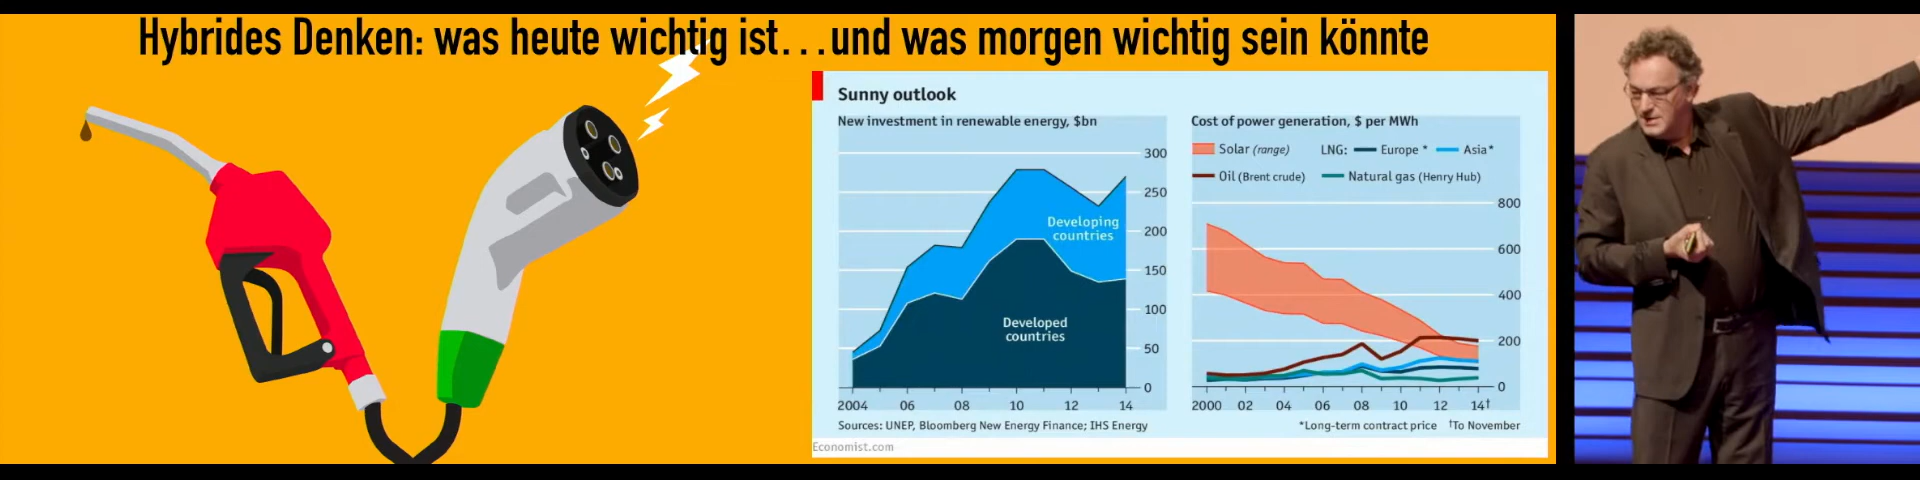 Hybrides Denken: was heute wichtig ist...und was morgen wichtig sein könnte
Sunny outlook
New investment in renewable energy, $bn
300
250
200
150
100
50
0
Developing
countries
Developed
countries
2004 06 08 10 12 14
Sources: UNEP, Bloomberg New Energy Finance; IHS Energy
Cost of power generation, $ per MWh
Solar (range) LNG: Europe * Asia*
Oil (Brent crude) Natural gas (Henry Hub)
800
600
400
200
0
2000 02 04 06 08 10 12 14†
*Long-term contract price †To November
Economist.com